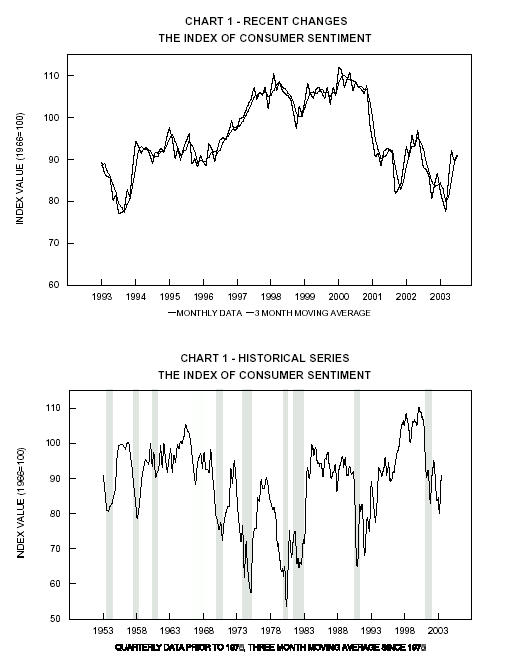 CHART 1 - RECENT CHANGES
THE INDEX OF CONSUMER SENTIMENT
INDEX VALUE (1966=100)
110
100
90
80
70
60
1993 1994 1995 1996 1997 1998 1999 2000 2001 2002 2003
MONTHLY DATA 3 MONTH MOVING AVERAGE
CHART 1 - HISTORICAL SERIES
THE INDEX OF CONSUMER SENTIMENT
INDEX VALUE (1966=100)
110
100
90
80
70
60
50
1953 1958 1963 1968 1973 1978 1983 1988 1993 1998 2003
QUARTERLY DATA PRIOR TO THREE MONTH MOVING AVERAGE SINCE